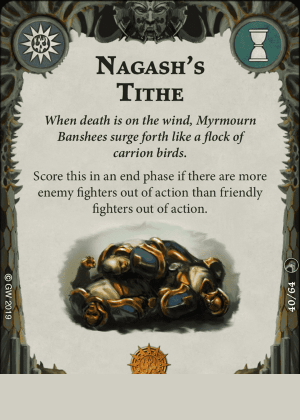 NAGASH'S
TITHE
When death is on the wind, Myrmourn
Banshees surge forth like a flock of
carrion birds.
Score this in an end phase if there are more
enemy fighters out of action than friendly
fighters out of action.
© GW 2019
40/64